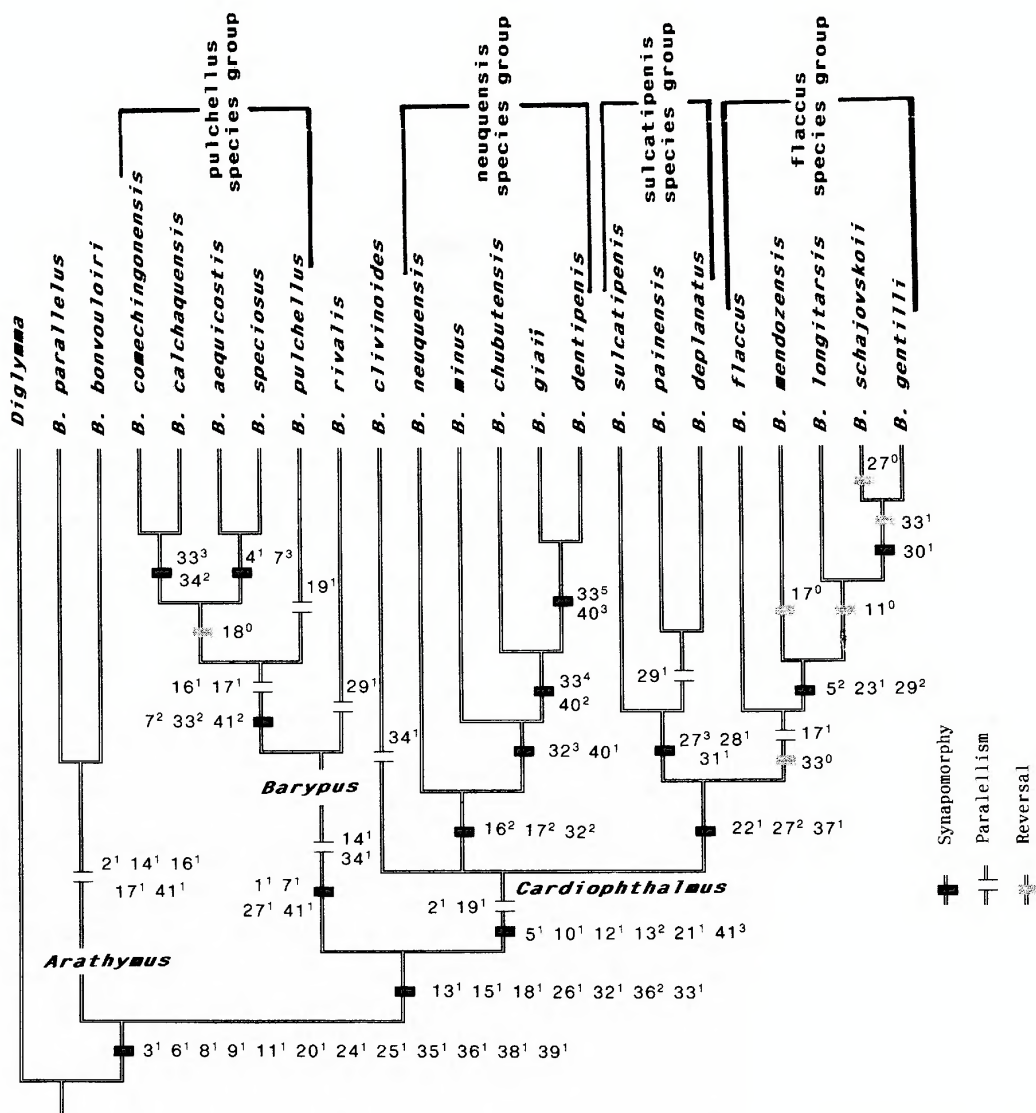 pulchellus
species group
neuquensis
species group
sulcatipenis
species group
flaccus
species group
Diglymma
B. parallelus
B. bonvouloiri
B. comechingonensis
B. calchaquensis
B. aequicostis
B. speciosus
B. pulchellus
B. rivalis
B. clivinoides
B. neuquensis
B. minus
B. chubutensis
B. giaii
B. dentipenis
B. sulcatipenis
B. painensis
B. deplanatus
B. flaccus
B. mendozensis
B. longitarsis
B. schajovskoii
B. gentilli
27⁰
33¹
30¹
33³
34²
4¹ 7³
19¹
17⁰
11⁰
33⁵
40³
18⁰
16¹ 17¹
29¹
33⁴
40²
29¹
5² 23¹ 29²
7² 33² 41²
34¹
32³ 40¹
27³ 28¹
31¹
17¹
33⁰
Barypus
16² 17² 32²
22¹ 27² 37¹
14¹
34¹
2¹ 14¹ 16¹
17¹ 41¹
1¹ 7¹
27¹ 41¹
Cardiophthalmus
2¹ 19¹
5¹ 10¹ 12¹ 13² 21¹ 41³
Arathymus
13¹ 15¹ 18¹ 26¹ 32¹ 36² 33¹
3¹ 6¹ 8¹ 9¹ 11¹ 20¹ 24¹ 25¹ 35¹ 36¹ 38¹ 39¹
Synapomorphy
Paralellism
Reversal